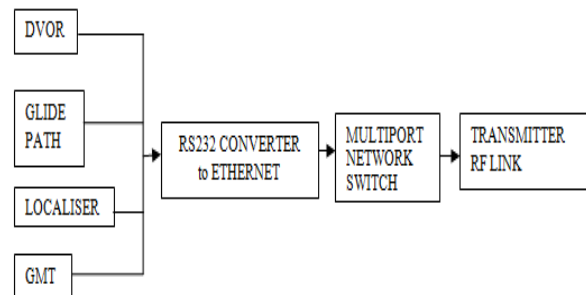 DVOR
GLIDE
PATH
LOCALISER
GMT
RS232 CONVERTER
to ETHERNET
MULTIPORT
NETWORK
SWITCH
TRANSMITTER
RF LINK